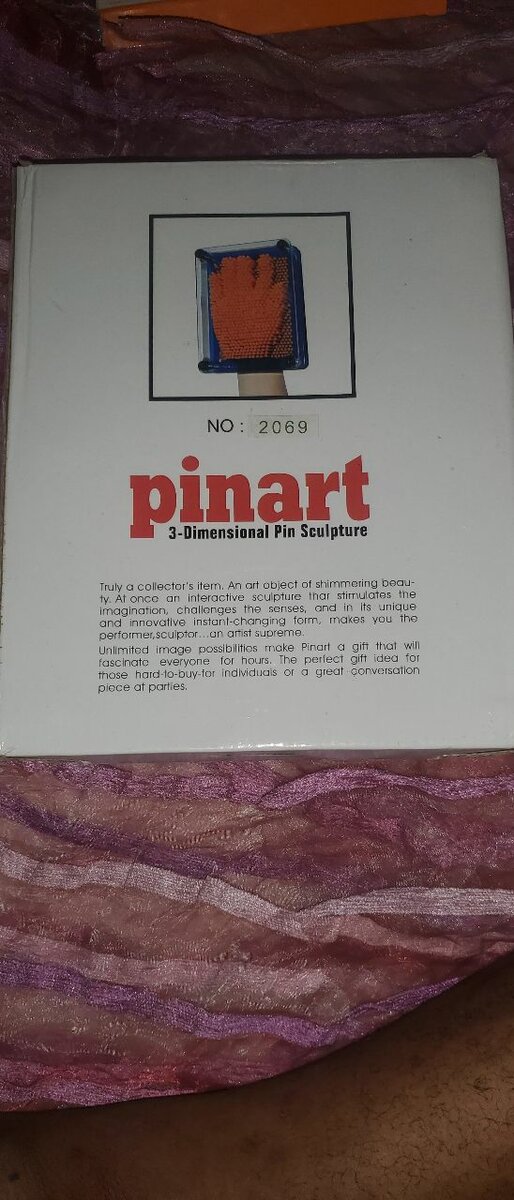 NO : 2069
pinart
3-Dimensional Pin Sculpture
Truly a collector's item. An art object of shimmering beau-
ty. At once an interactive sculpture that stimulates the
imagination, challenges the senses, and in its unique
and innovative instant-changing form, makes you the
performer,sculptor...an artist supreme.
Unlimited image possibilities make Pinart a gift that will
fascinate everyone for hours. The perfect gift idea for
those hard-to-buy-for individuals or a great conversation
piece at parties.